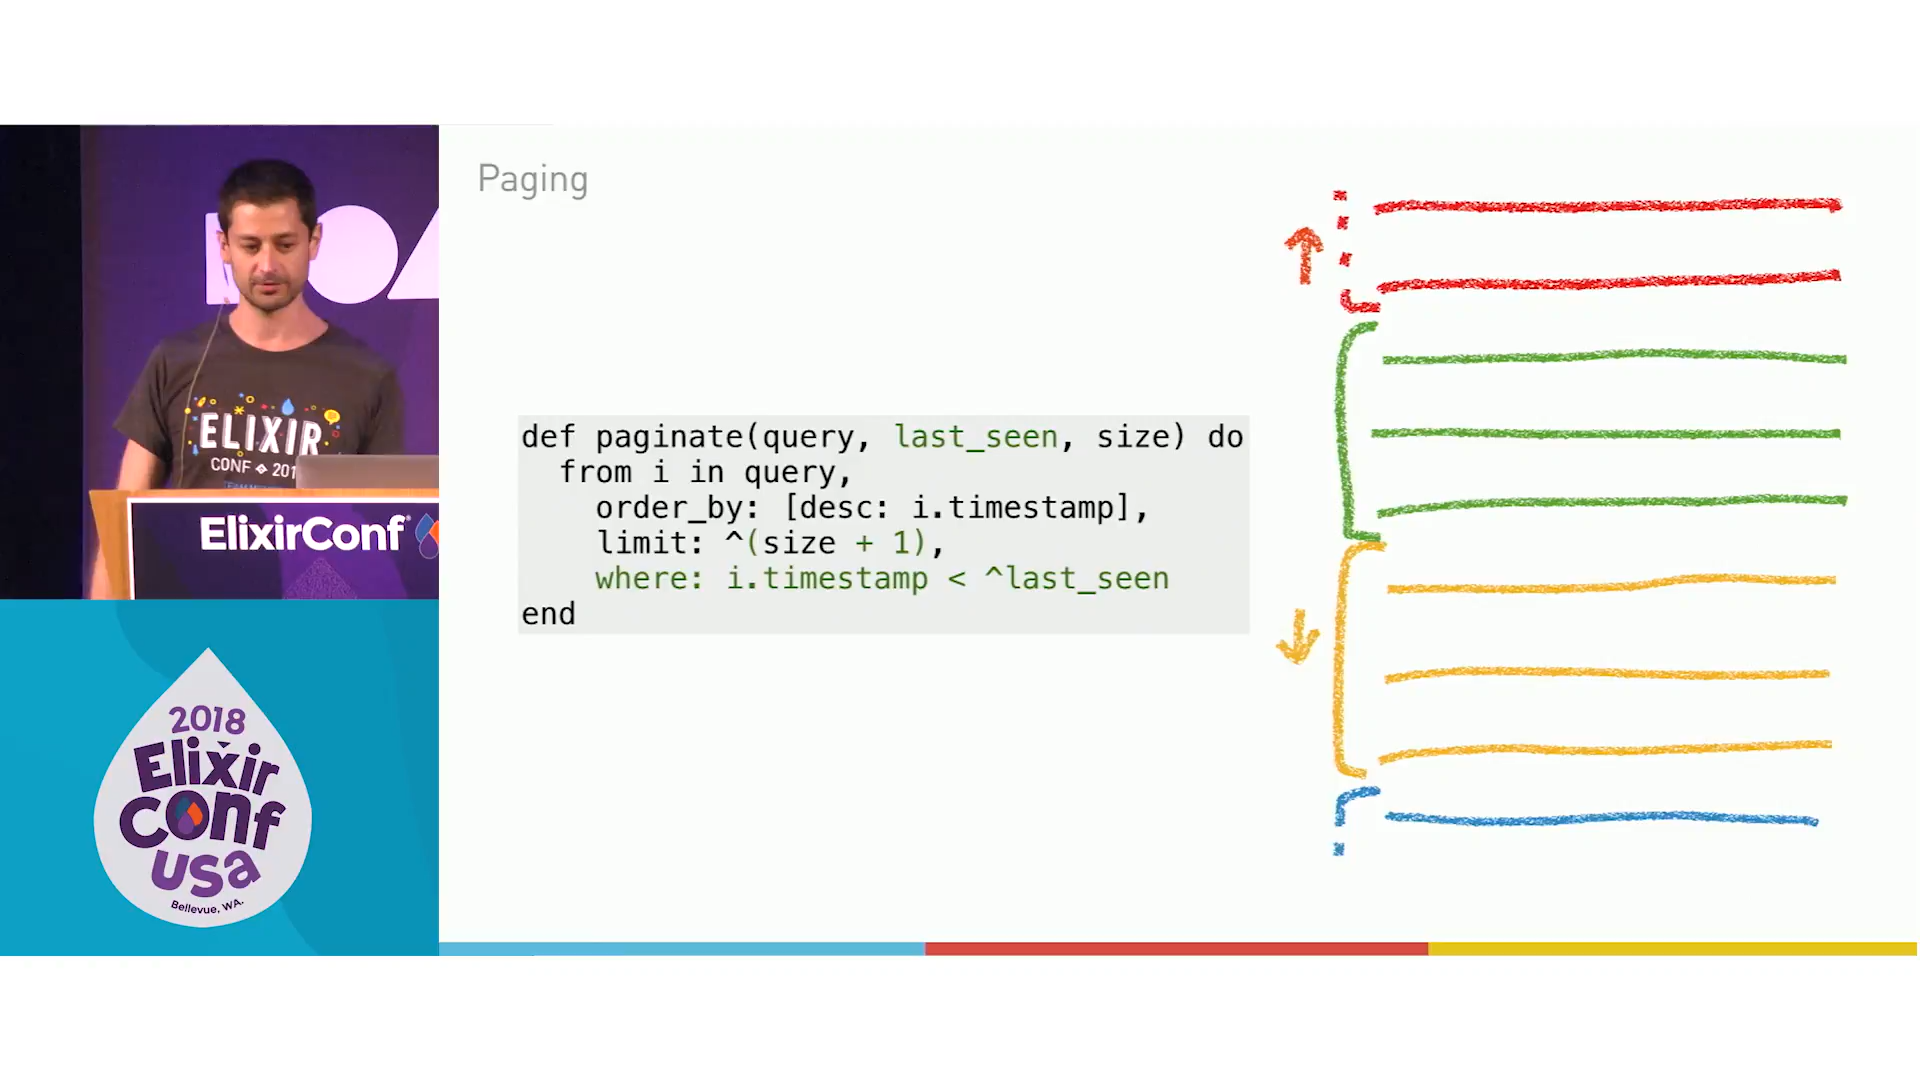 Paging
def paginate(query, last_seen, size) do
from i in query,
order_by: [desc: i.timestamp],
limit: ^(size + 1),
where: i.timestamp < ^last_seen
end
ELIXIR
CONF 201
ElixirConf
2018
Elixir
conf
usa
Bellevue, WA.